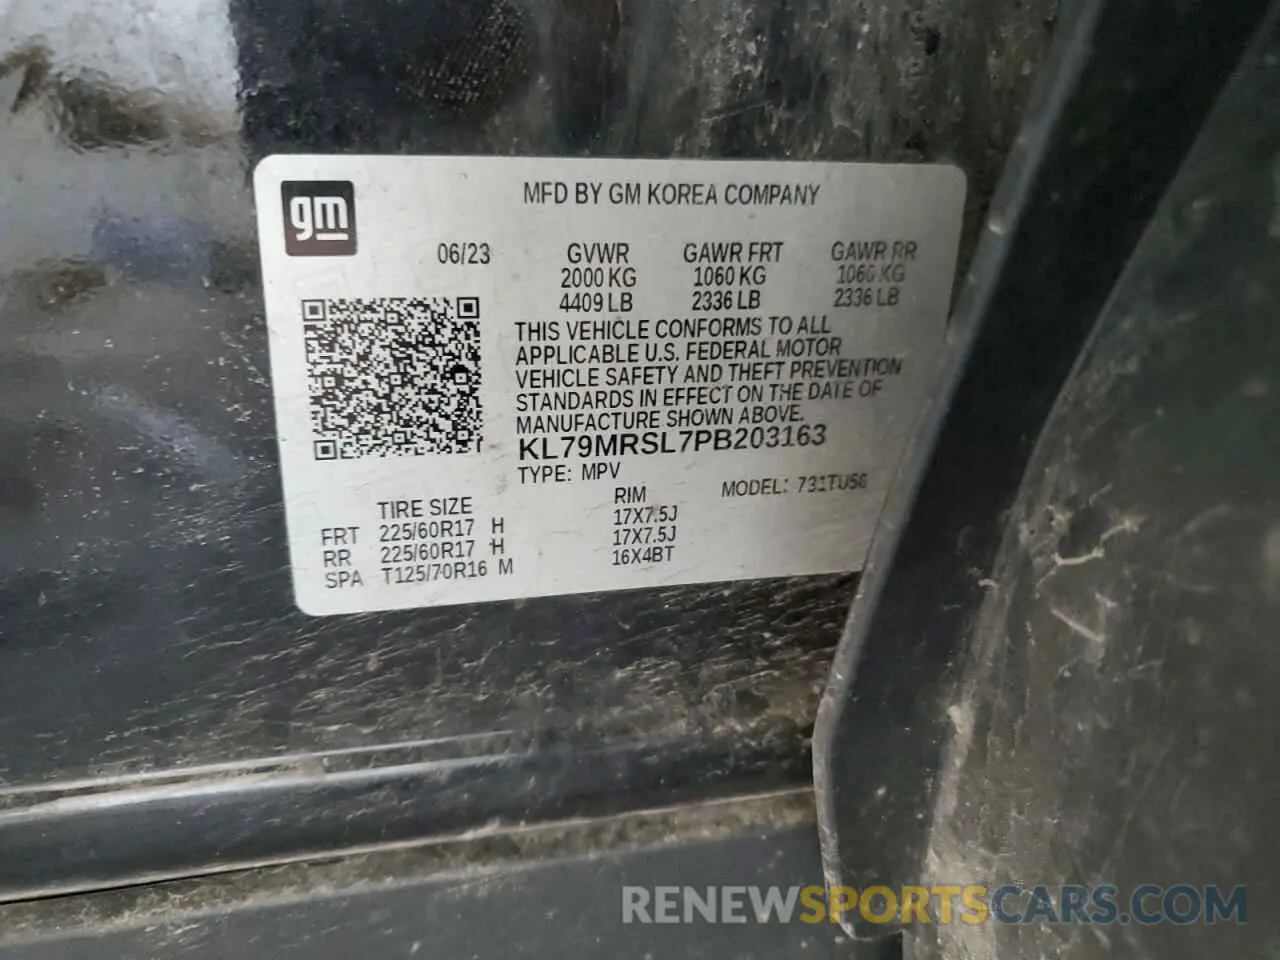 gm
MFD BY GM KOREA COMPANY
06/23 GVWR GAWR FRT GAWR RR
2000 KG 1060 KG 1060 KG
4409 LB 2336 LB 2336 LB
THIS VEHICLE CONFORMS TO ALL
APPLICABLE U.S. FEDERAL MOTOR
VEHICLE SAFETY AND THEFT PREVENTION
STANDARDS IN EFFECT ON THE DATE OF
MANUFACTURE SHOWN ABOVE.
KL79MRSL7PB203163
TYPE: MPV MODEL: 731TU56
TIRE SIZE RIM
FRT 225/60R17 H 17X7.5J
RR 225/60R17 H 17X7.5J
SPA T125/70R16 M 16X4BT
RENEWSPORTSCARS.COM